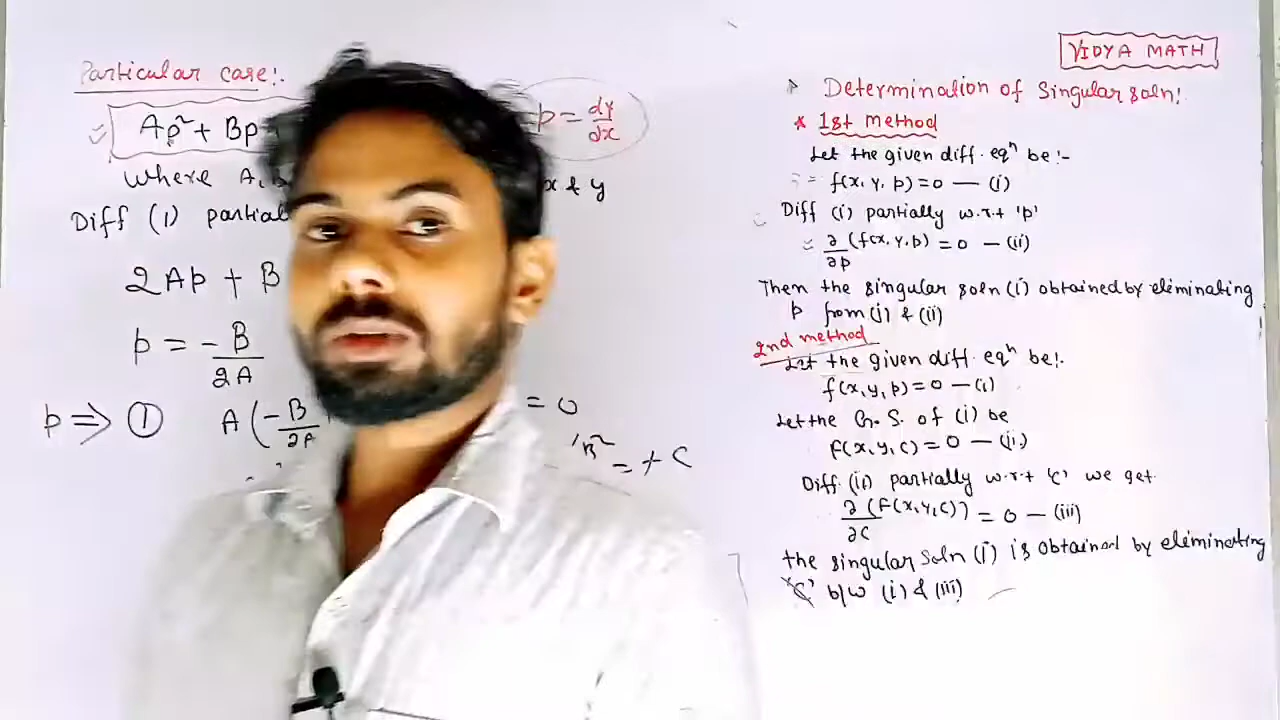 Particular case!.
Ap² + Bp
p = dy/dx
where A,
x & y
Diff (1) partial
2Ap + B
p = -B/2A
p ⇒ ① A(-B/2A
= 0
B² = + C
VIDYA MATH
Determination of Singular soln!
* 1st method
Let the given diff. eqⁿ be!-
f(x, y, p) = 0 — (i)
Diff (i) partially w.r.t 'p'
∂/∂p (f(x, y, p) = 0 — (ii)
Then the singular soln (i) obtained by eliminating
p from (i) & (ii)
2nd method
Let the given diff. eqⁿ be!.
f(x, y, p) = 0 — (i)
Let the G. S. of (i) be
F(x, y, c) = 0 — (ii)
Diff. (ii) partially w.r.t 'c' we get.
∂/∂c (F(x, y, c)) = 0 — (iii)
the singular soln (i) is obtained by eleminating
'C' b/w (i) & (iii)